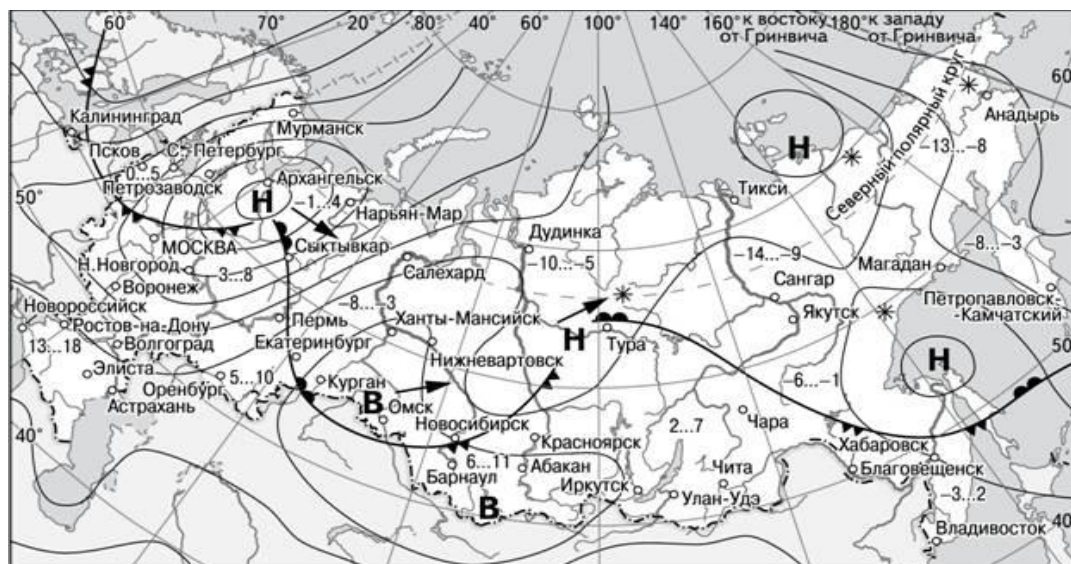 60° 70° 20° 30° 40° 80° 100° 120° 140° 160° к востоку 180° к западу
от Гринвича от Гринвича
60°
Северный полярный круг
Анадырь
Калининград
Мурманск
–13...–8
Псков С.-Петербург
Н
0...5
Петрозаводск Архангельск
Тикси
50°
Н
–1...4
Нарьян-Мар
Дудинка
–14...–9
–8...–3
МОСКВА
Сыктывкар
–10...–5
Магадан
Н.Новгород 3...8
Салехард
Сангар
Воронеж
–8...–3
Петропавловск-
-Камчатский
Новороссийск
Ханты-Мансийск
Якутск
Ростов-на-Дону
Пермь
Н
Тура
50°
13...18
Волгоград
Екатеринбург
Нижневартовск
Н
Элиста
Оренбург 5...10
Курган
–6...–1
Астрахань
В
Омск
2...7
Чара
40°
Новосибирск
Красноярск
Хабаровск
6...11
Барнаул
Абакан
Чита
Благовещенск
Иркутск
Улан-Удэ
–3...2
В
40°
Владивосток